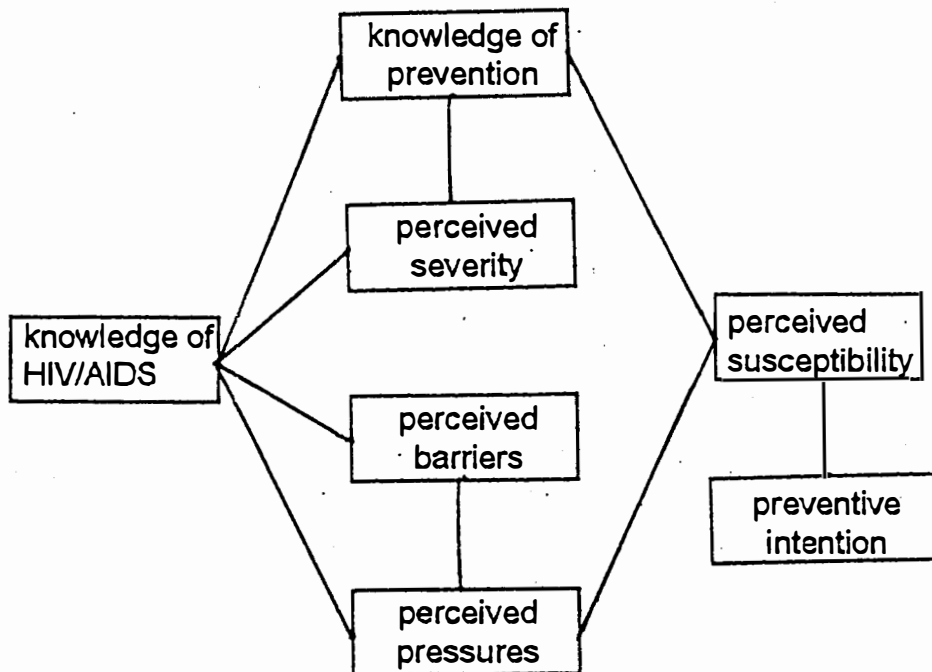 knowledge of
prevention
perceived
severity
knowledge of
HIV/AIDS
perceived
susceptibility
perceived
barriers
preventive
intention
perceived
pressures